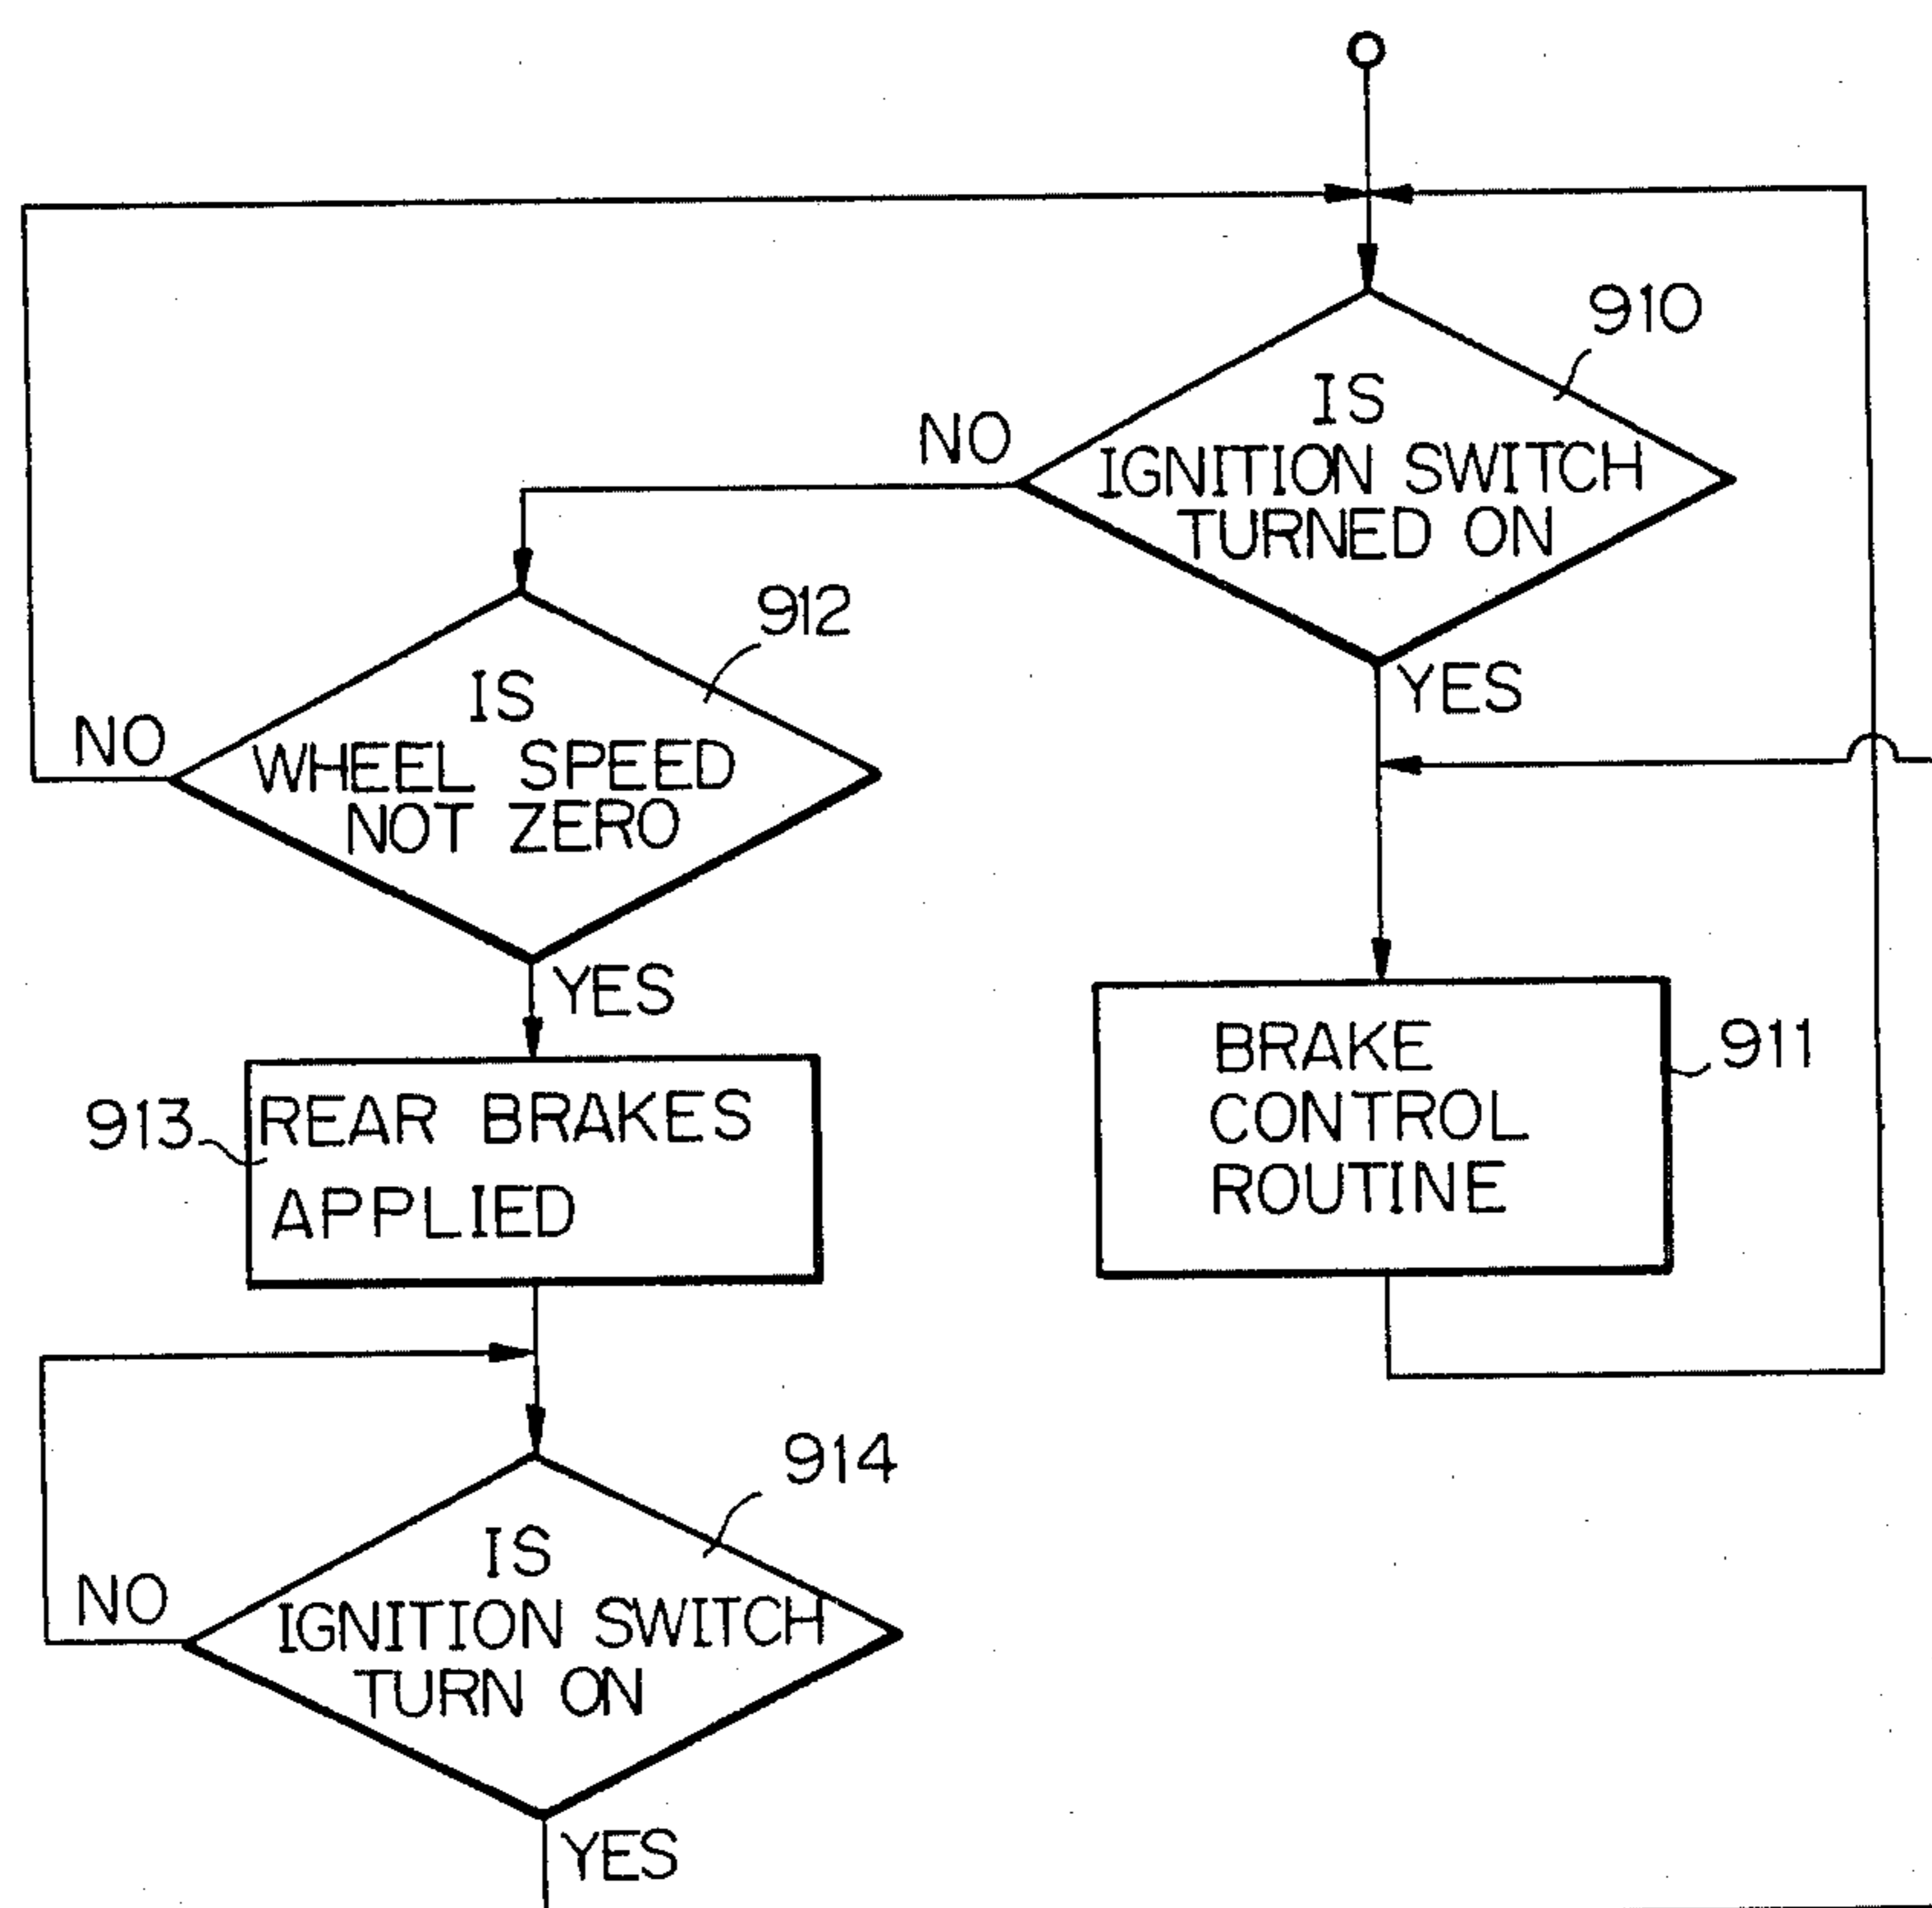 910
IS
IGNITION SWITCH
TURNED ON
NO
YES
912
IS
WHEEL SPEED
NOT ZERO
NO
YES
913
REAR BRAKES
APPLIED
BRAKE
CONTROL
ROUTINE
911
914
IS
IGNITION SWITCH
TURN ON
NO
YES